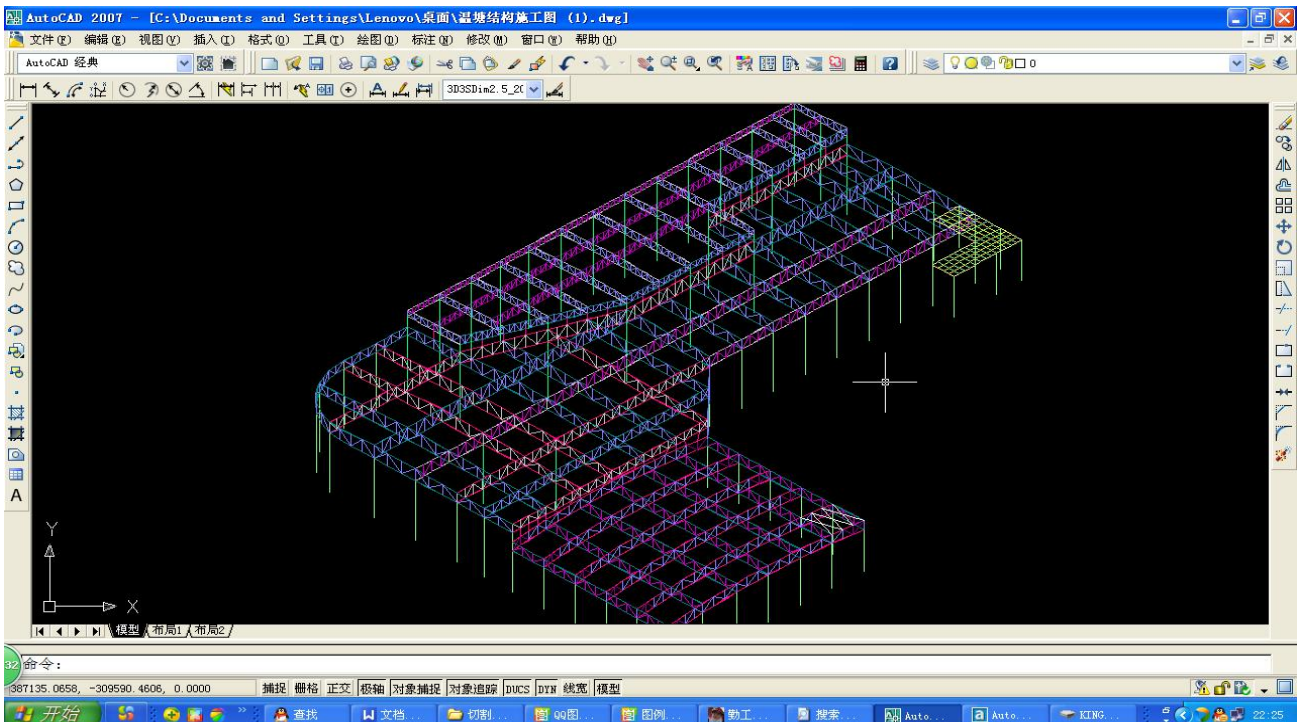 AutoCAD 2007 - [C:\Documents and Settings\Lenovo\桌面\温塘结构施工图 (1).dwg]
文件(F) 编辑(E) 视图(V) 插入(I) 格式(O) 工具(T) 绘图(D) 标注(N) 修改(M) 窗口(W) 帮助(H)
AutoCAD 经典 0
3D3SDim2.5_20
A
Y
X
模型 布局1 布局2
32 命令:
387135.0658, -309590.4606, 0.0000 捕捉 栅格 正交 极轴 对象捕捉 对象追踪 DUCS DYN 线宽 模型
开始 查找 文档... 切割... QQ图... 图例... 勤工... 搜索... Auto... Auto... KING... 22:25